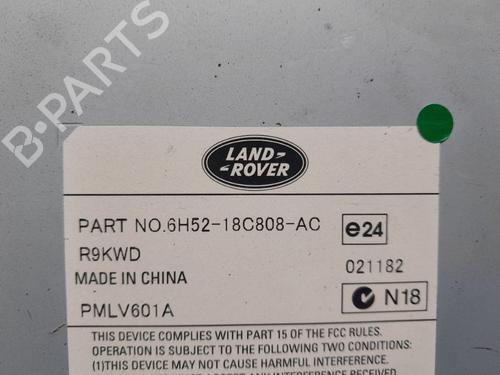 B-PARTS
LAND-
ROVER
PART NO.6H52-18C808-AC
e24
R9KWD
021182
MADE IN CHINA
N18
PMLV601A
THIS DEVICE COMPLIES WITH PART 15 OF THE FCC RULES.
OPERATION IS SUBJECT TO THE FOLLOWING TWO CONDITIONS:
(1)THIS DEVICE MAY NOT CAUSE HARMFUL INTERFERENCE.